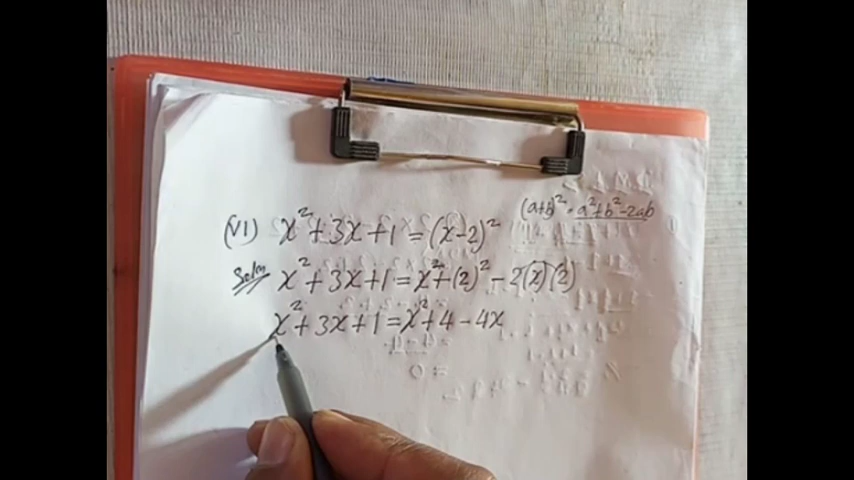 (a+b)² = a²+b²-2ab
(VI) x²+3x+1=(x-2)²
Soln x²+3x+1=x²+(2)²-2(x)(2)
x²+3x+1=x²+4-4x